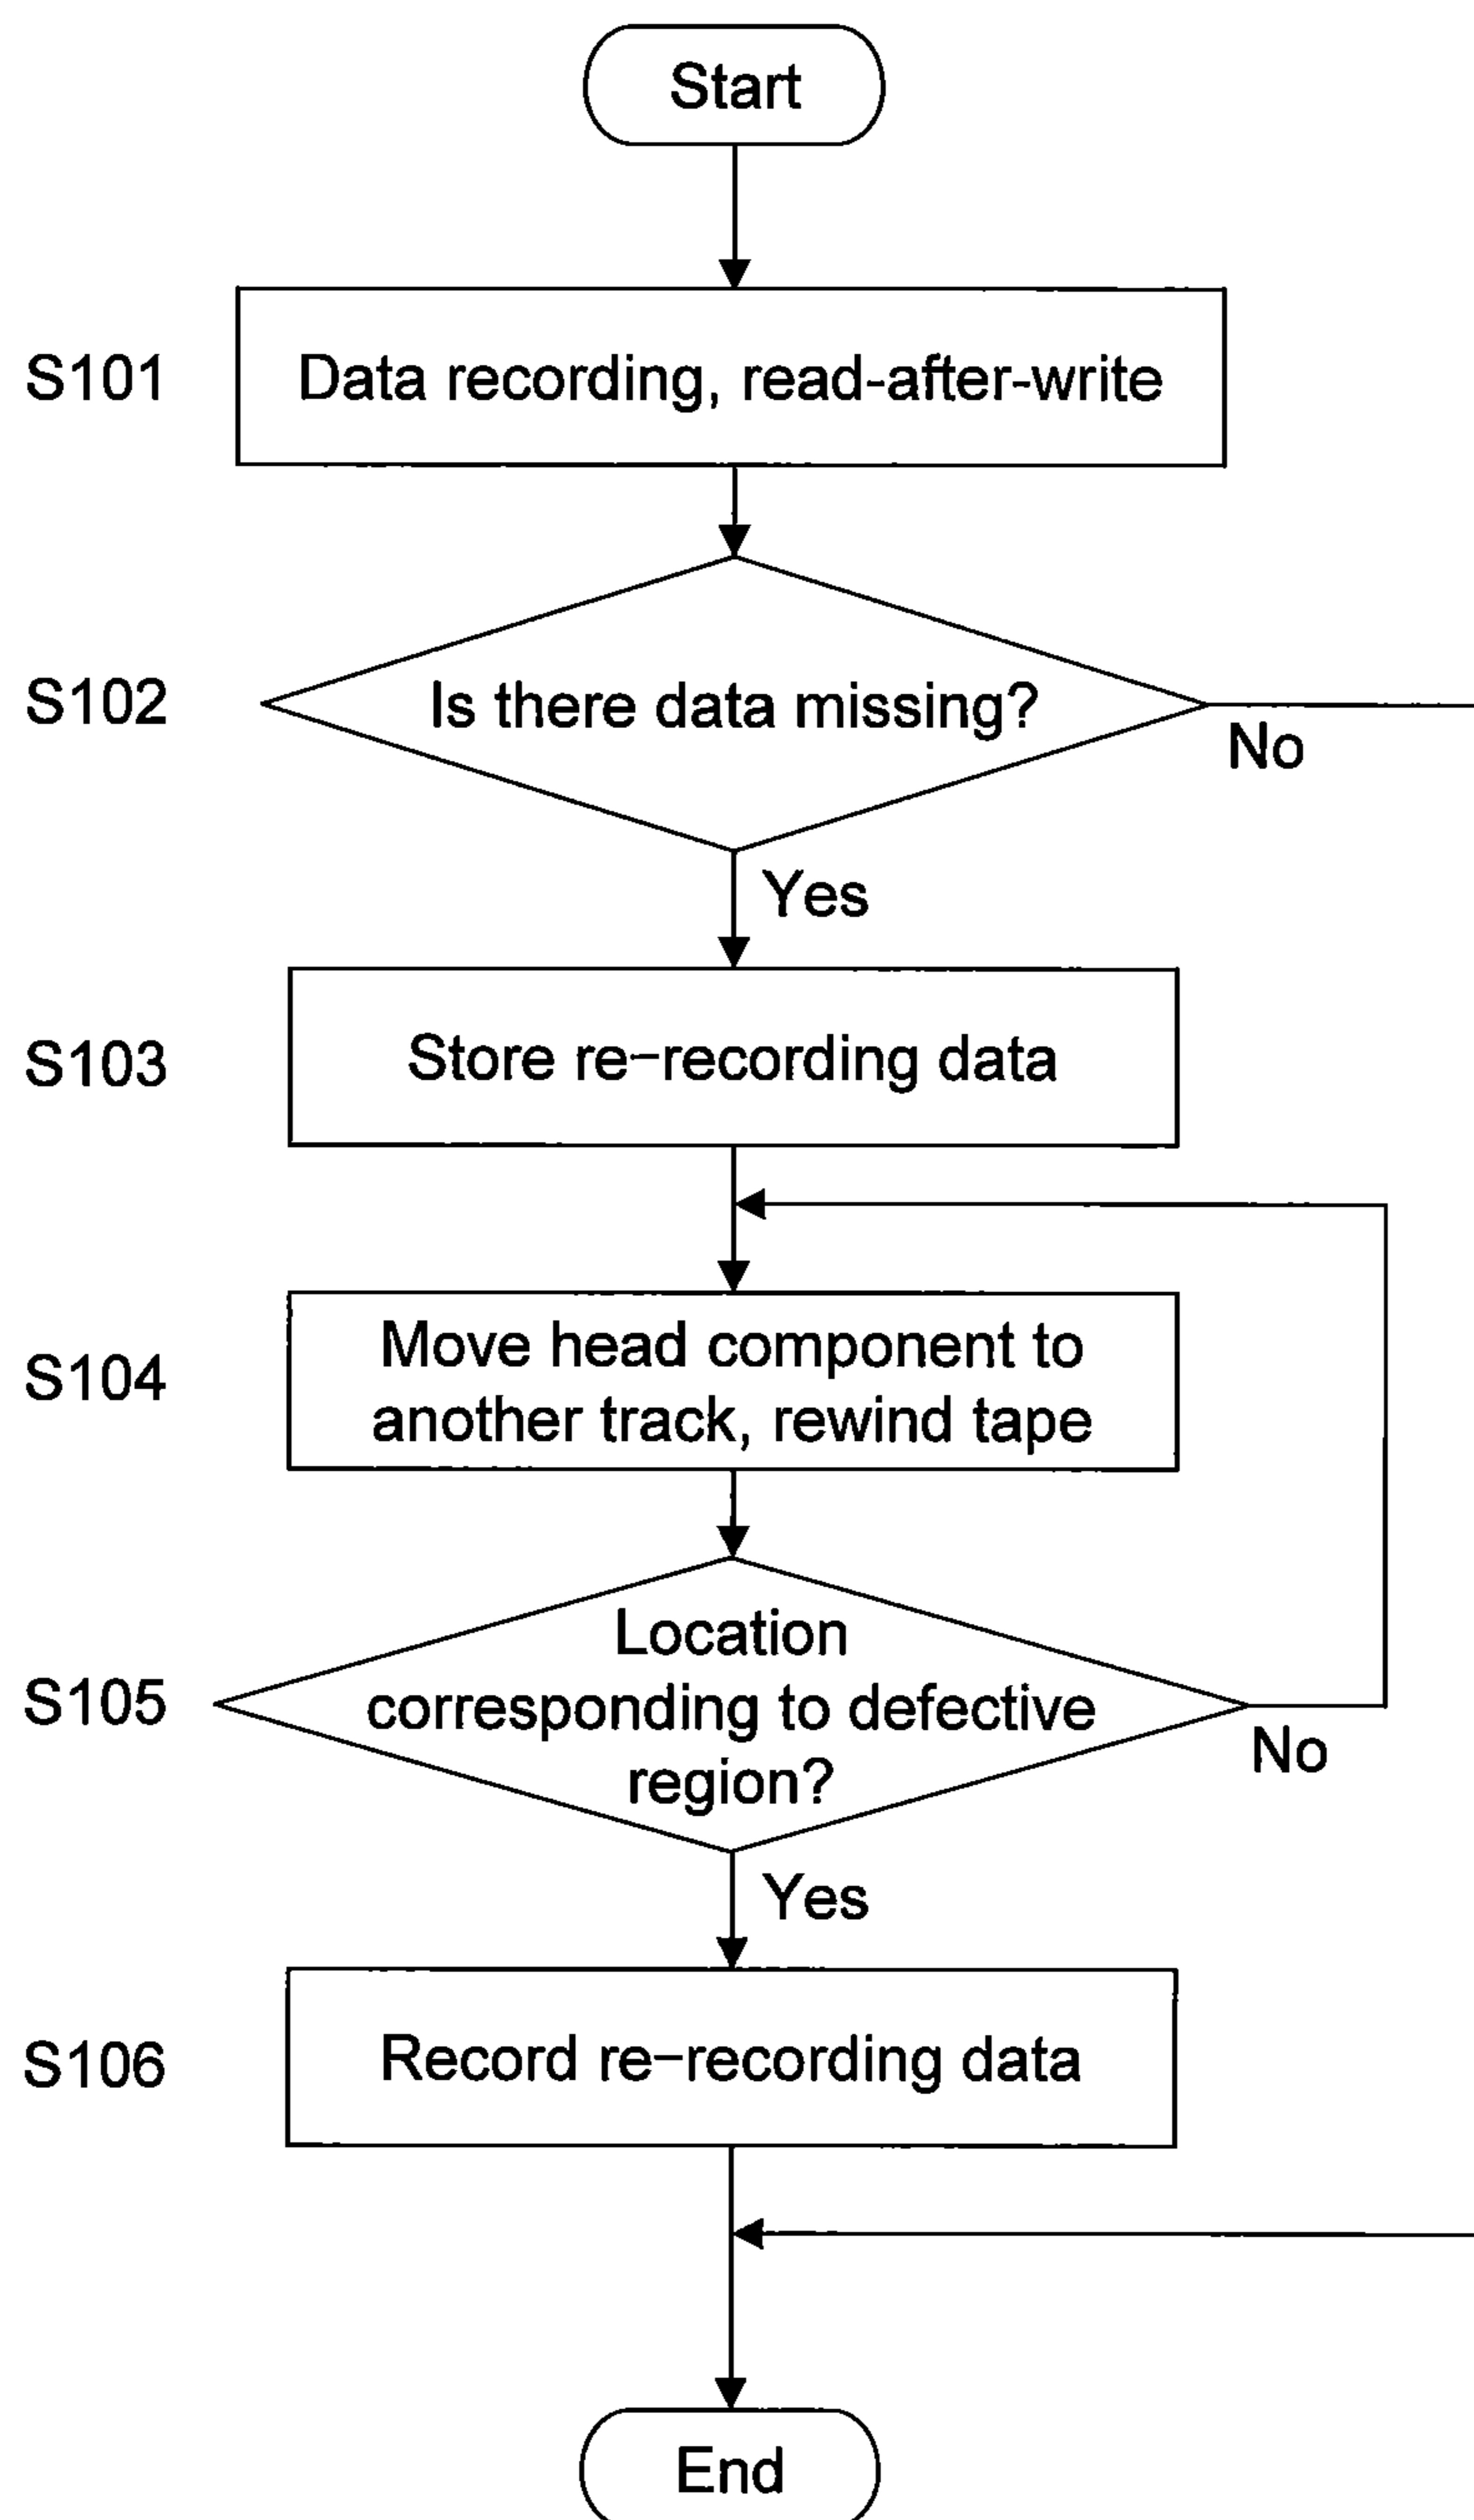 Start
S101
Data recording, read-after-write
S102
Is there data missing?
No
Yes
S103
Store re-recording data
S104
Move head component to
another track, rewind tape
S105
Location
corresponding to defective
region?
No
Yes
S106
Record re-recording data
End